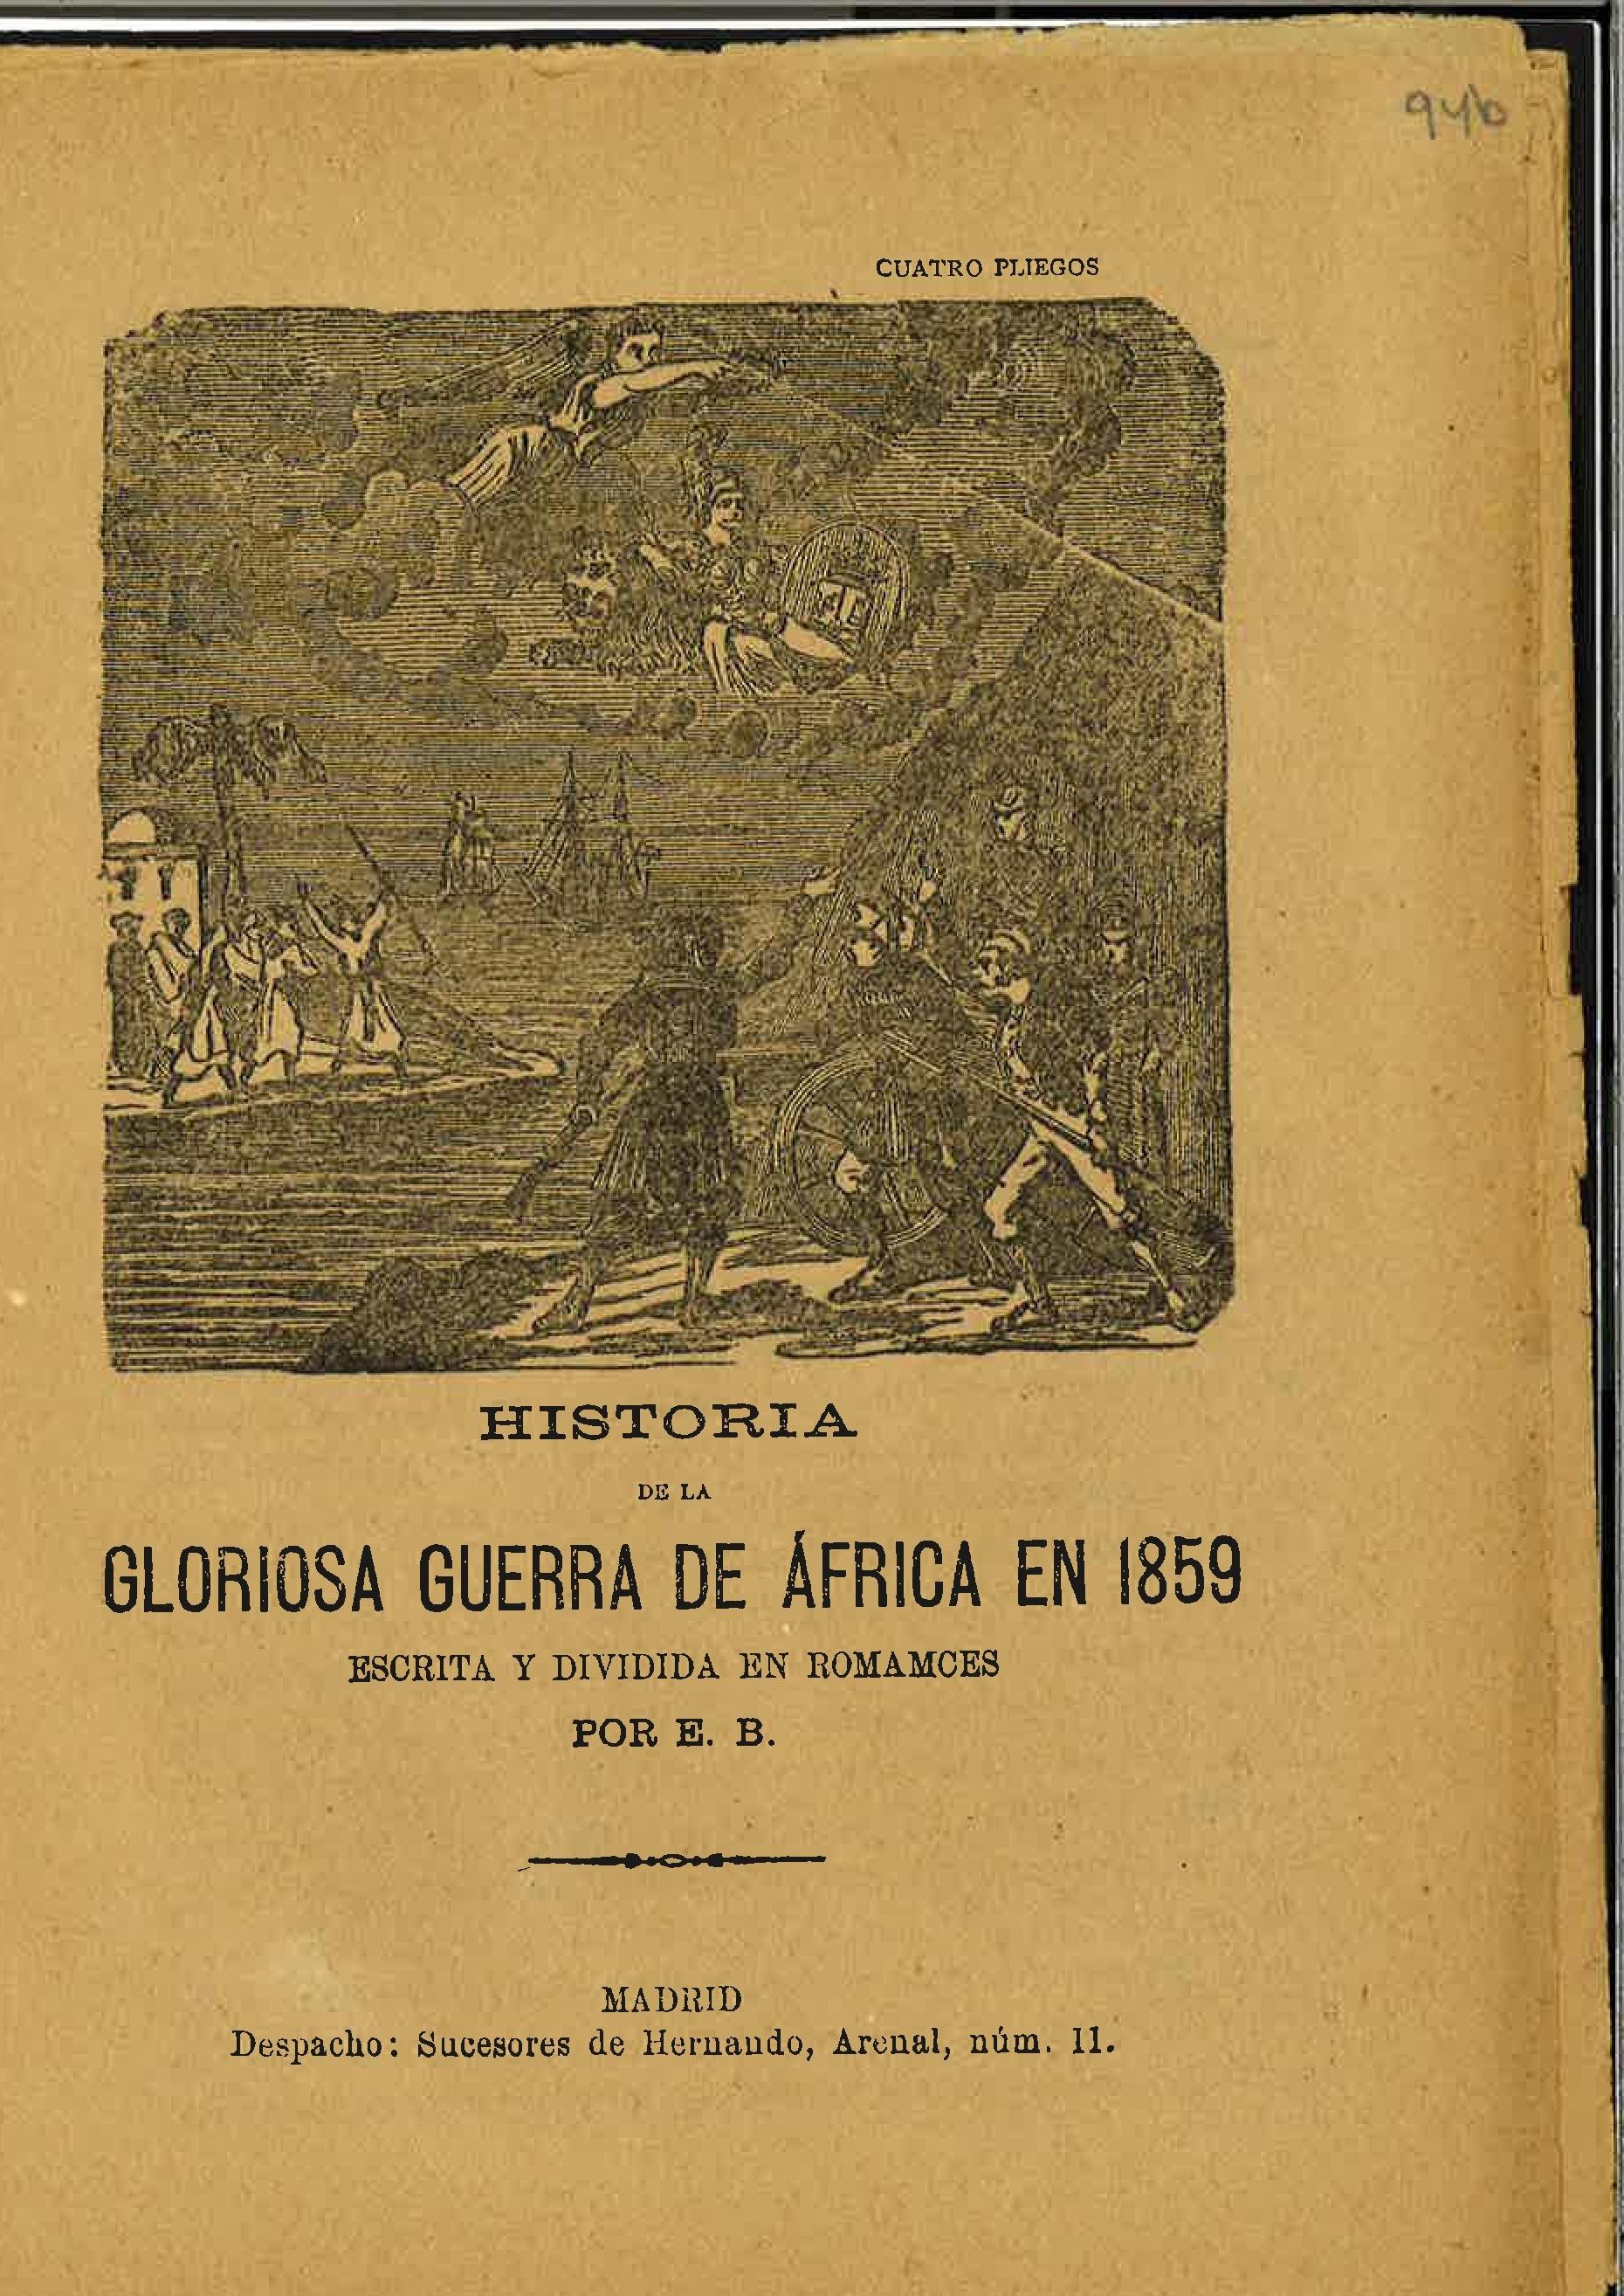 946
CUATRO PLIEGOS
HISTORIA
DE LA
GLORIOSA GUERRA DE ÁFRICA EN 1859
ESCRITA Y DIVIDIDA EN ROMAMCES
POR E. B.
MADRID
Despacho: Sucesores de Hernando, Arenal, núm. 11.